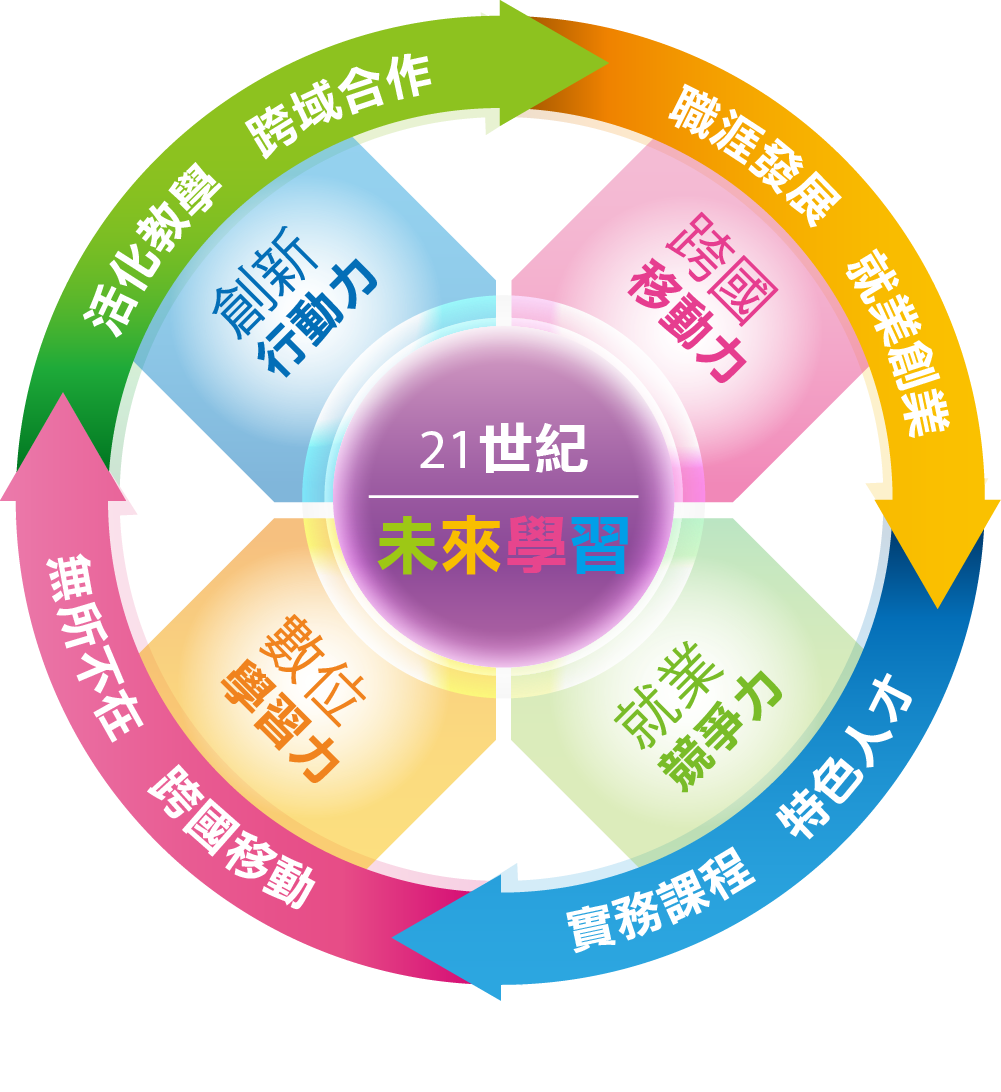 活化教學 跨域合作
職涯發展 就業創業
創新
行動力
跨國
移動力
21世紀
未來學習
數位
學習力
就業
競爭力
無所不在 跨國移動
實務課程 特色人才